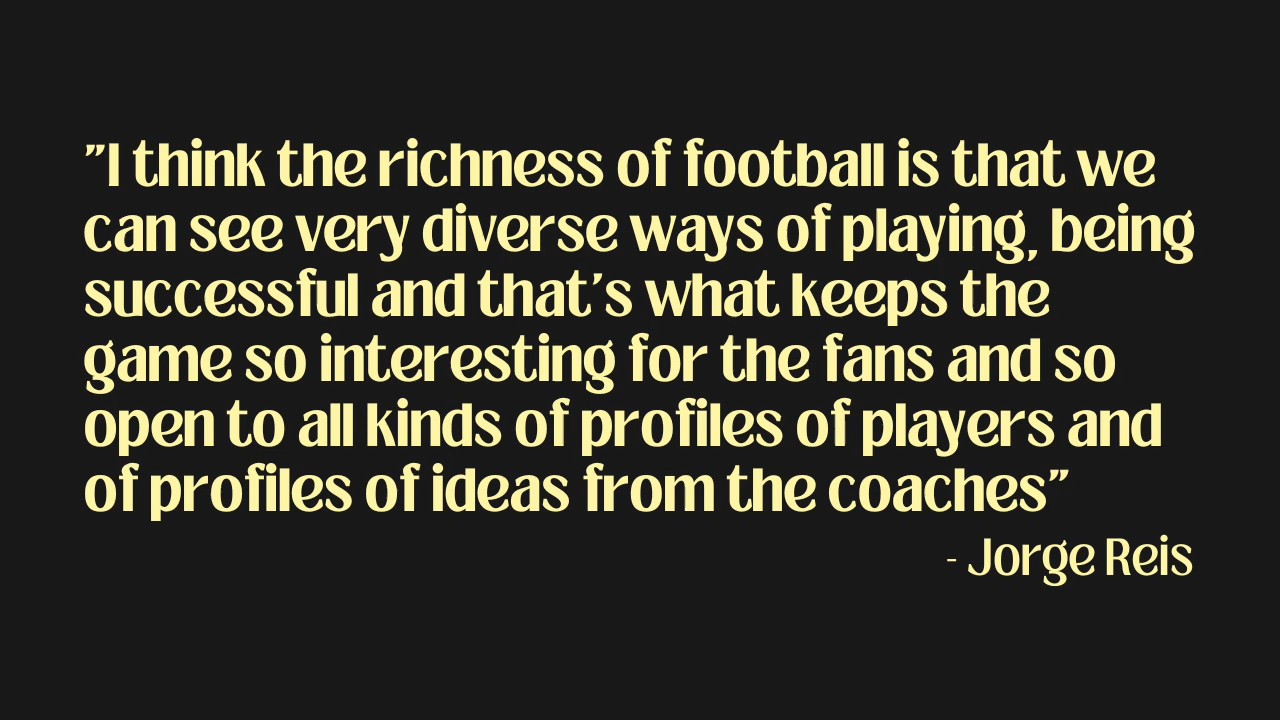 "I think the richness of football is that we
can see very diverse ways of playing, being
successful and that's what keeps the
game so interesting for the fans and so
open to all kinds of profiles of players and
of profiles of ideas from the coaches"
- Jorge Reis